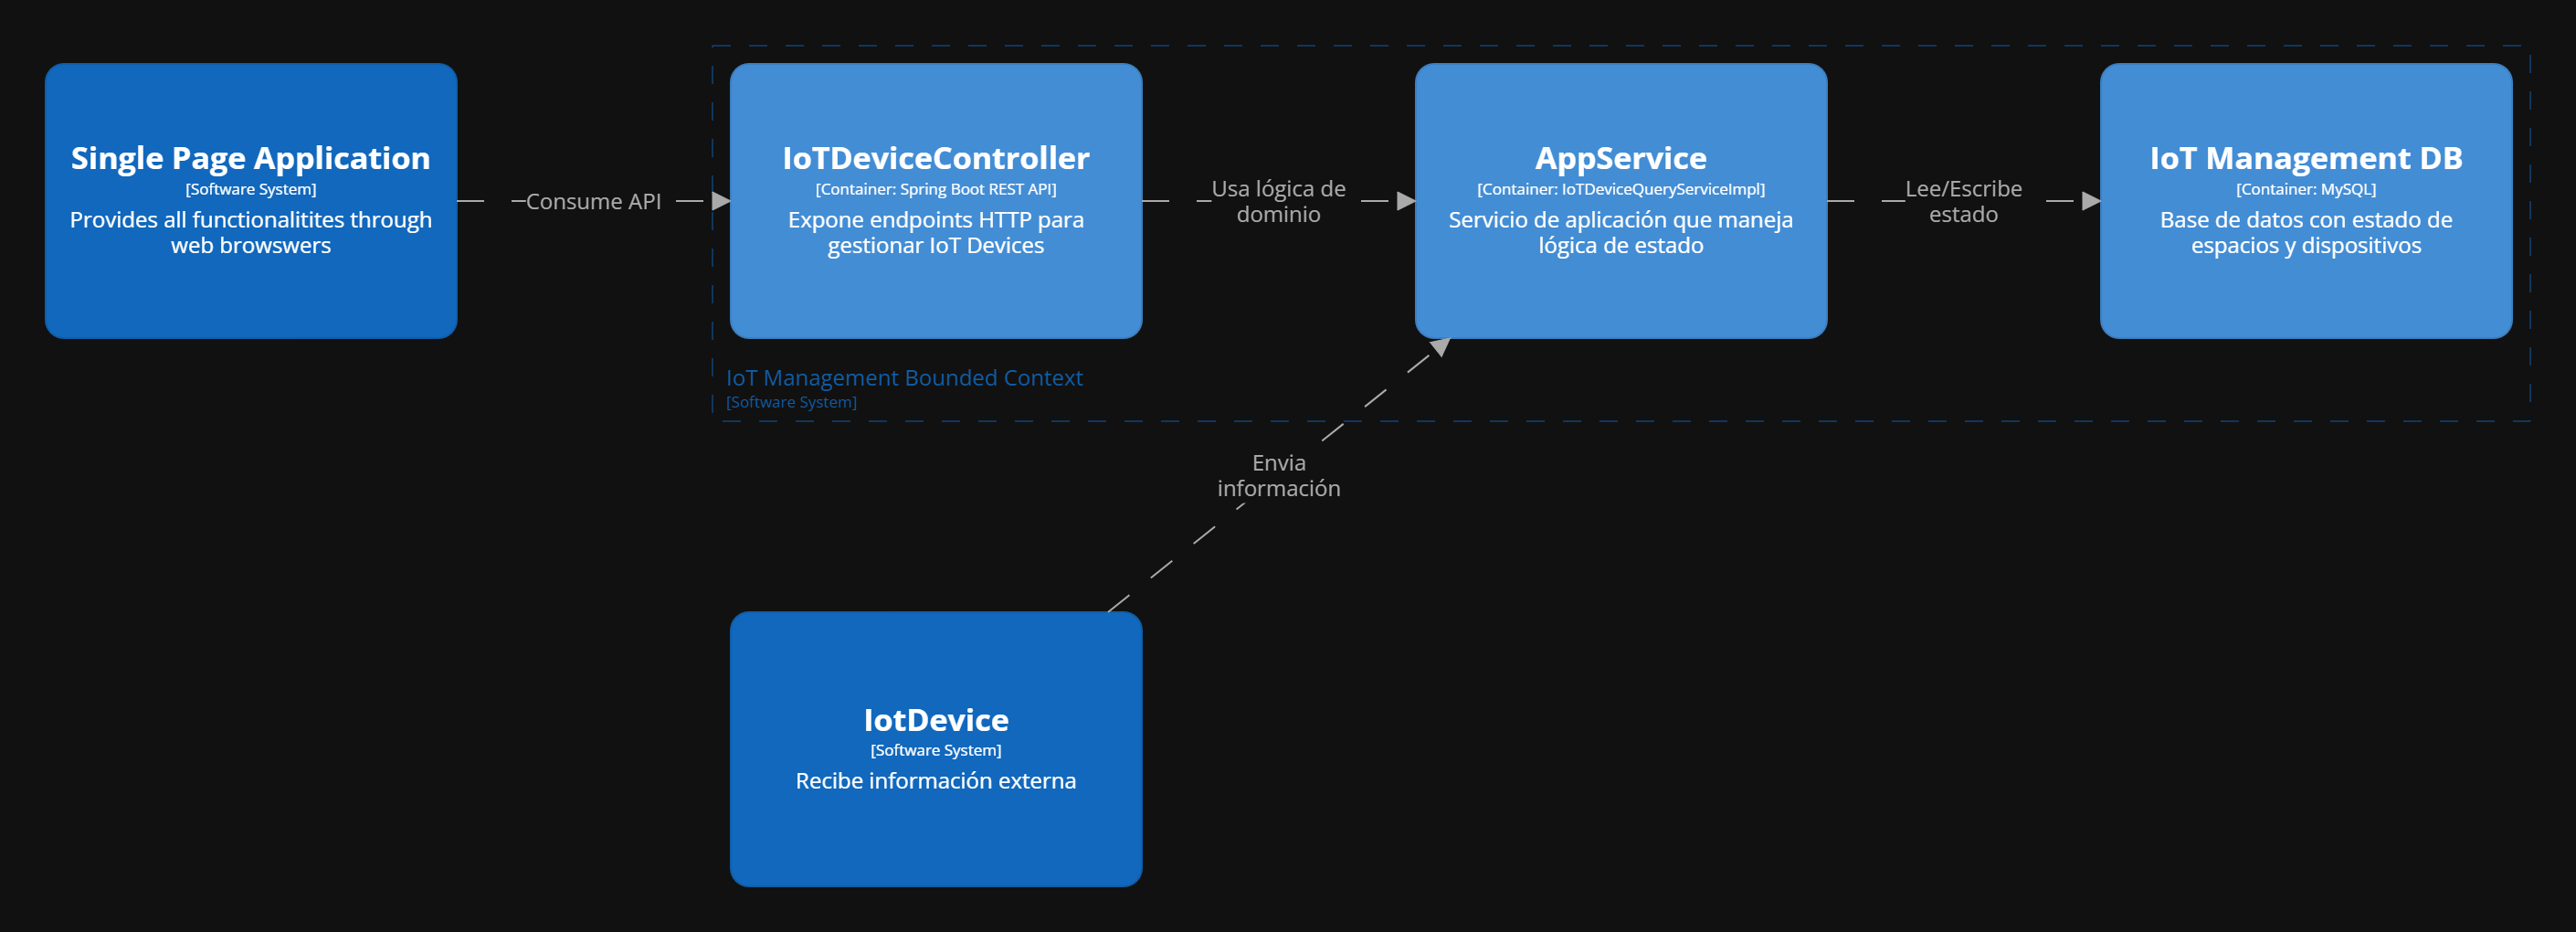 Single Page Application
[Software System]
Provides all functionalitites through
web browswers
Consume API
IoTDeviceController
[Container: Spring Boot REST API]
Expone endpoints HTTP para
gestionar IoT Devices
Usa lógica de
dominio
AppService
[Container: IoTDeviceQueryServiceImpl]
Servicio de aplicación que maneja
lógica de estado
Lee/Escribe
estado
IoT Management DB
[Container: MySQL]
Base de datos con estado de
espacios y dispositivos
IoT Management Bounded Context
[Software System]
Envia
información
IotDevice
[Software System]
Recibe información externa